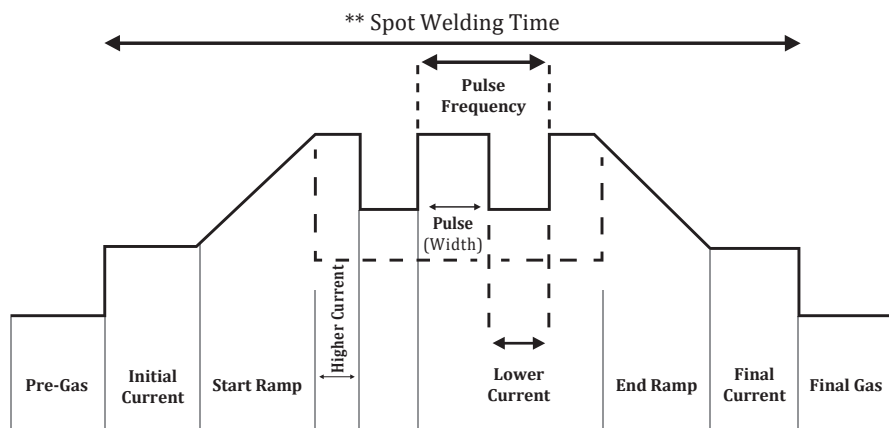 ** Spot Welding Time
Pulse
Frequency
Pulse
(Width)
Higher Current
Pre-Gas
Initial
Current
Start Ramp
Lower
Current
End Ramp
Final
Current
Final Gas